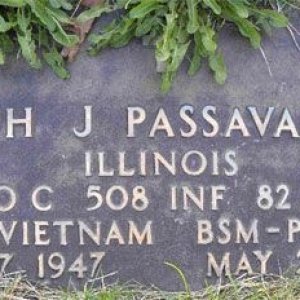 H J PASSAVA
ILLINOIS
O C 508 INF 82
VIETNAM BSM-P
7 1947 MAY